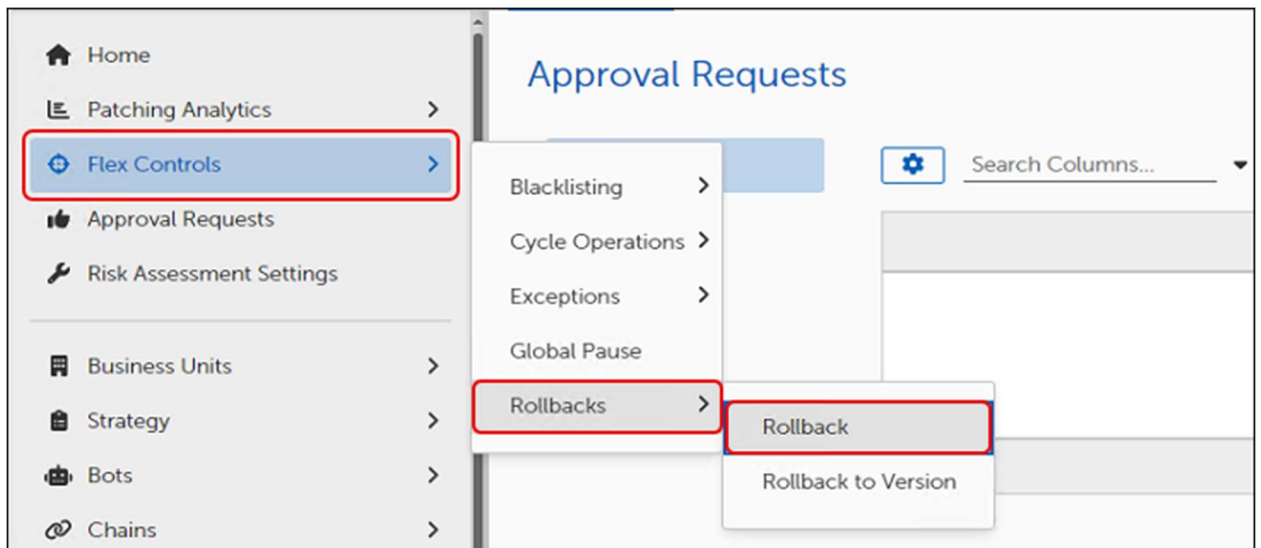 Home
Patching Analytics
Flex Controls
Approval Requests
Risk Assessment Settings
Business Units
Strategy
Bots
Chains
Approval Requests
Search Columns...
Blacklisting
Cycle Operations
Exceptions
Global Pause
Rollbacks
Rollback
Rollback to Version